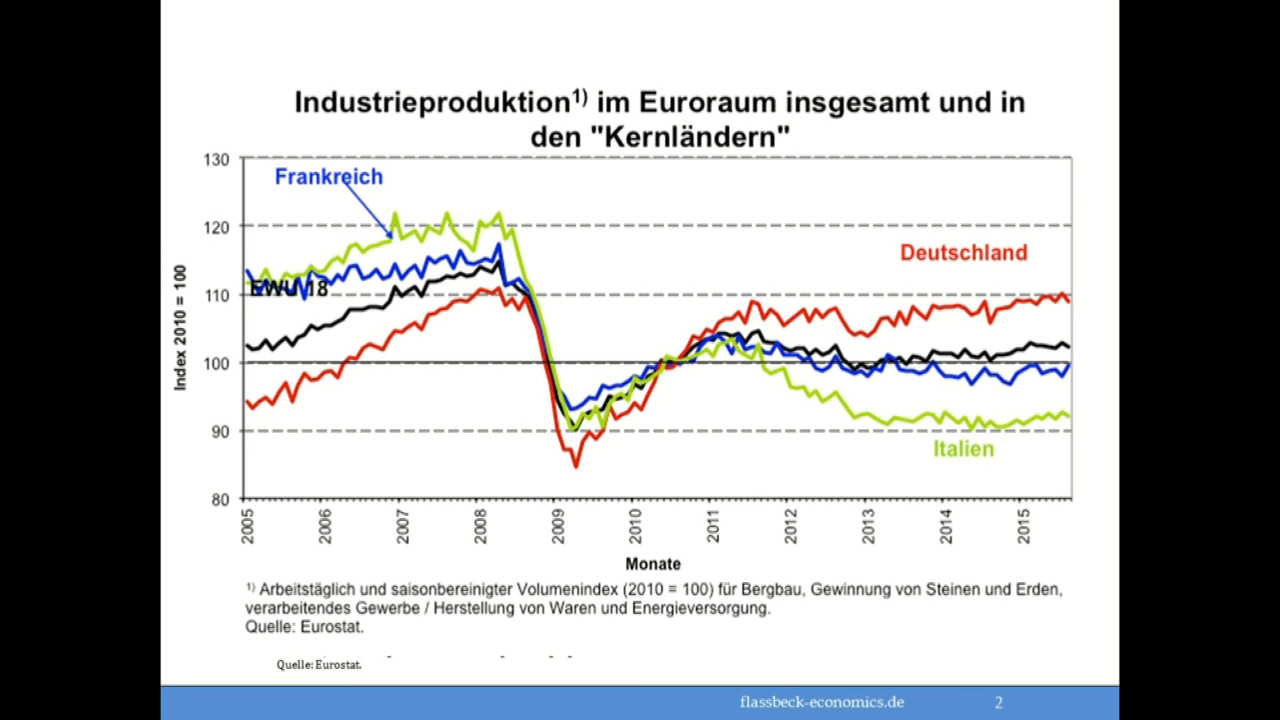 Industrieproduktion1) im Euroraum insgesamt und in
den "Kernländern"
130
Frankreich
120
Deutschland
EWU 18
110
Index 2010 = 100
100
90
Italien
80
2005 2006 2007 2008 2009 2010 2011 2012 2013 2014 2015
Monate
1) Arbeitstäglich und saisonbereinigter Volumenindex (2010 = 100) für Bergbau, Gewinnung von Steinen und Erden,
verarbeitendes Gewerbe / Herstellung von Waren und Energieversorgung.
Quelle: Eurostat.
Quelle: Eurostat.
flassbeck-economics.de 2